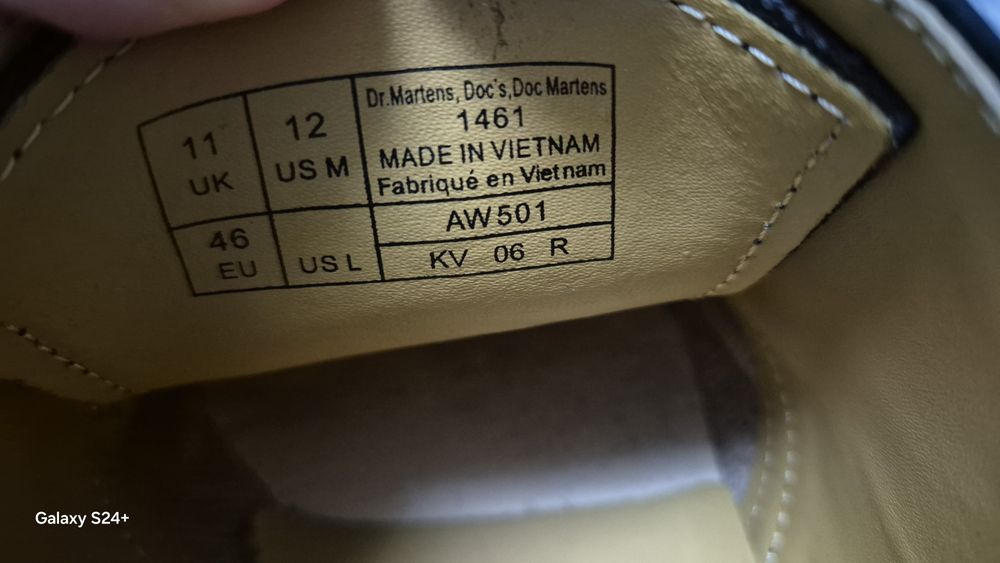 11
UK
12
US M
Dr.Martens, Doc's, Doc Martens
1461
MADE IN VIETNAM
Fabriqué en Vietnam
46
EU
US L
AW501
KV 06 R
Galaxy S24+